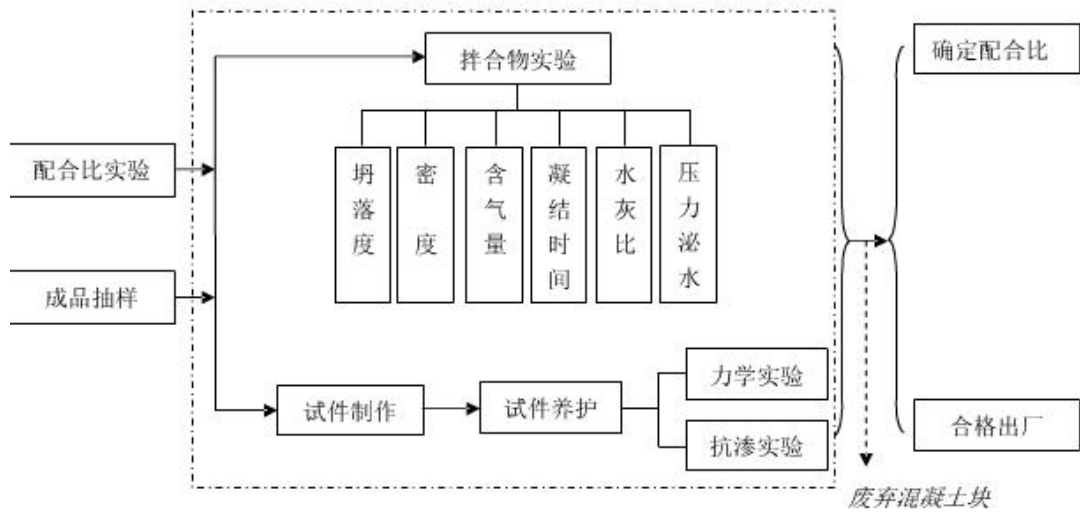 拌合物实验
确定配合比
配合比实验
坍落度
密度
含气量
凝结时间
水灰比
压力泌水
成品抽样
力学实验
试件制作
试件养护
抗渗实验
合格出厂
废弃混凝土块